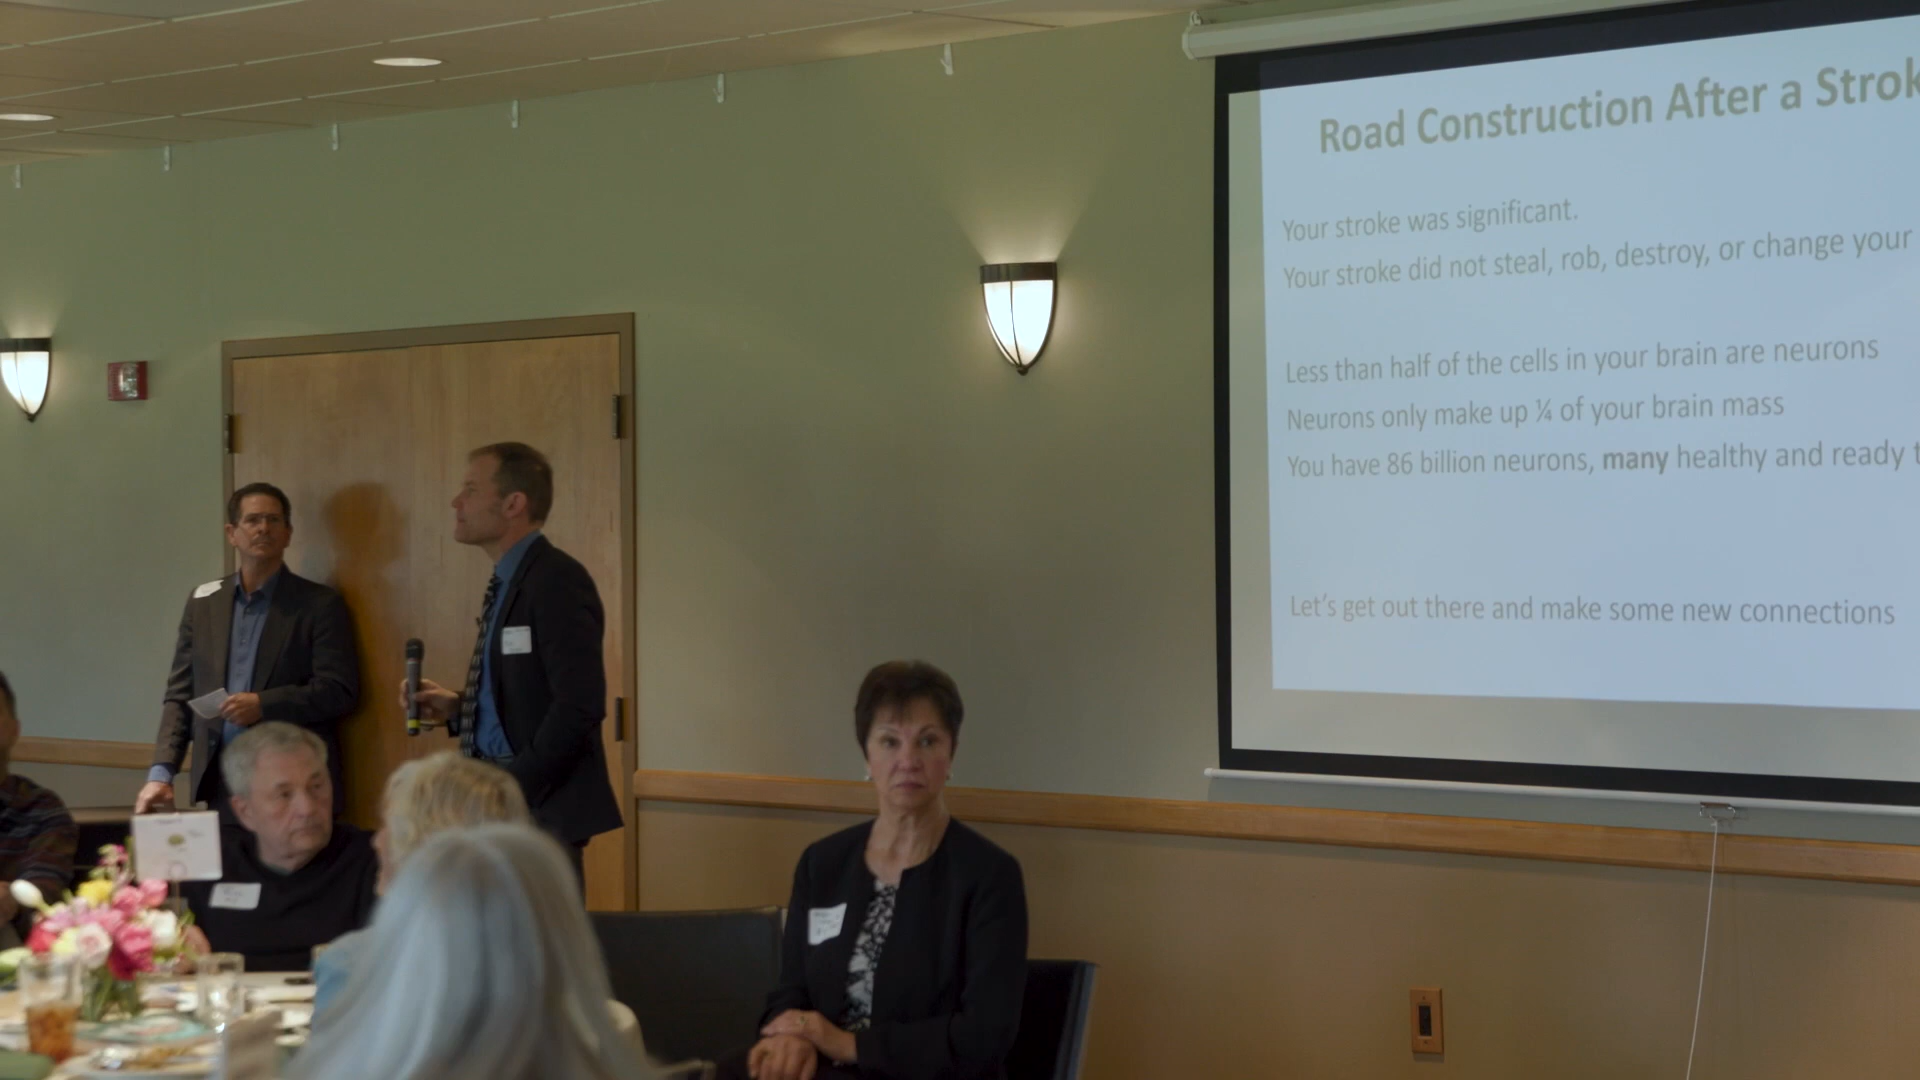 Road Construction After a Strok
Your stroke was significant.
Your stroke did not steal, rob, destroy, or change your
Less than half of the cells in your brain are neurons
Neurons only make up ¼ of your brain mass
You have 86 billion neurons, many healthy and ready t
Let's get out there and make some new connections